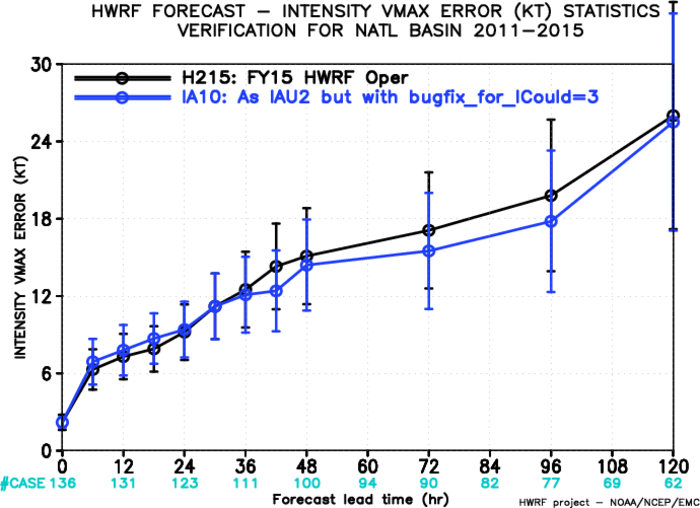 HWRF FORECAST – INTENSITY VMAX ERROR (KT) STATISTICS
VERIFICATION FOR NATL BASIN 2011–2015
H215: FY15 HWRF Oper
IA10: As IAU2 but with bugfix_for_ICould=3
INTENSITY VMAX ERROR (KT)
30
24
18
12
6
0
0 12 24 36 48 60 72 84 96 108 120
#CASE 136 131 123 111 100 94 90 82 77 69 62
Forecast lead time (hr)
HWRF project – NOAA/NCEP/EMC